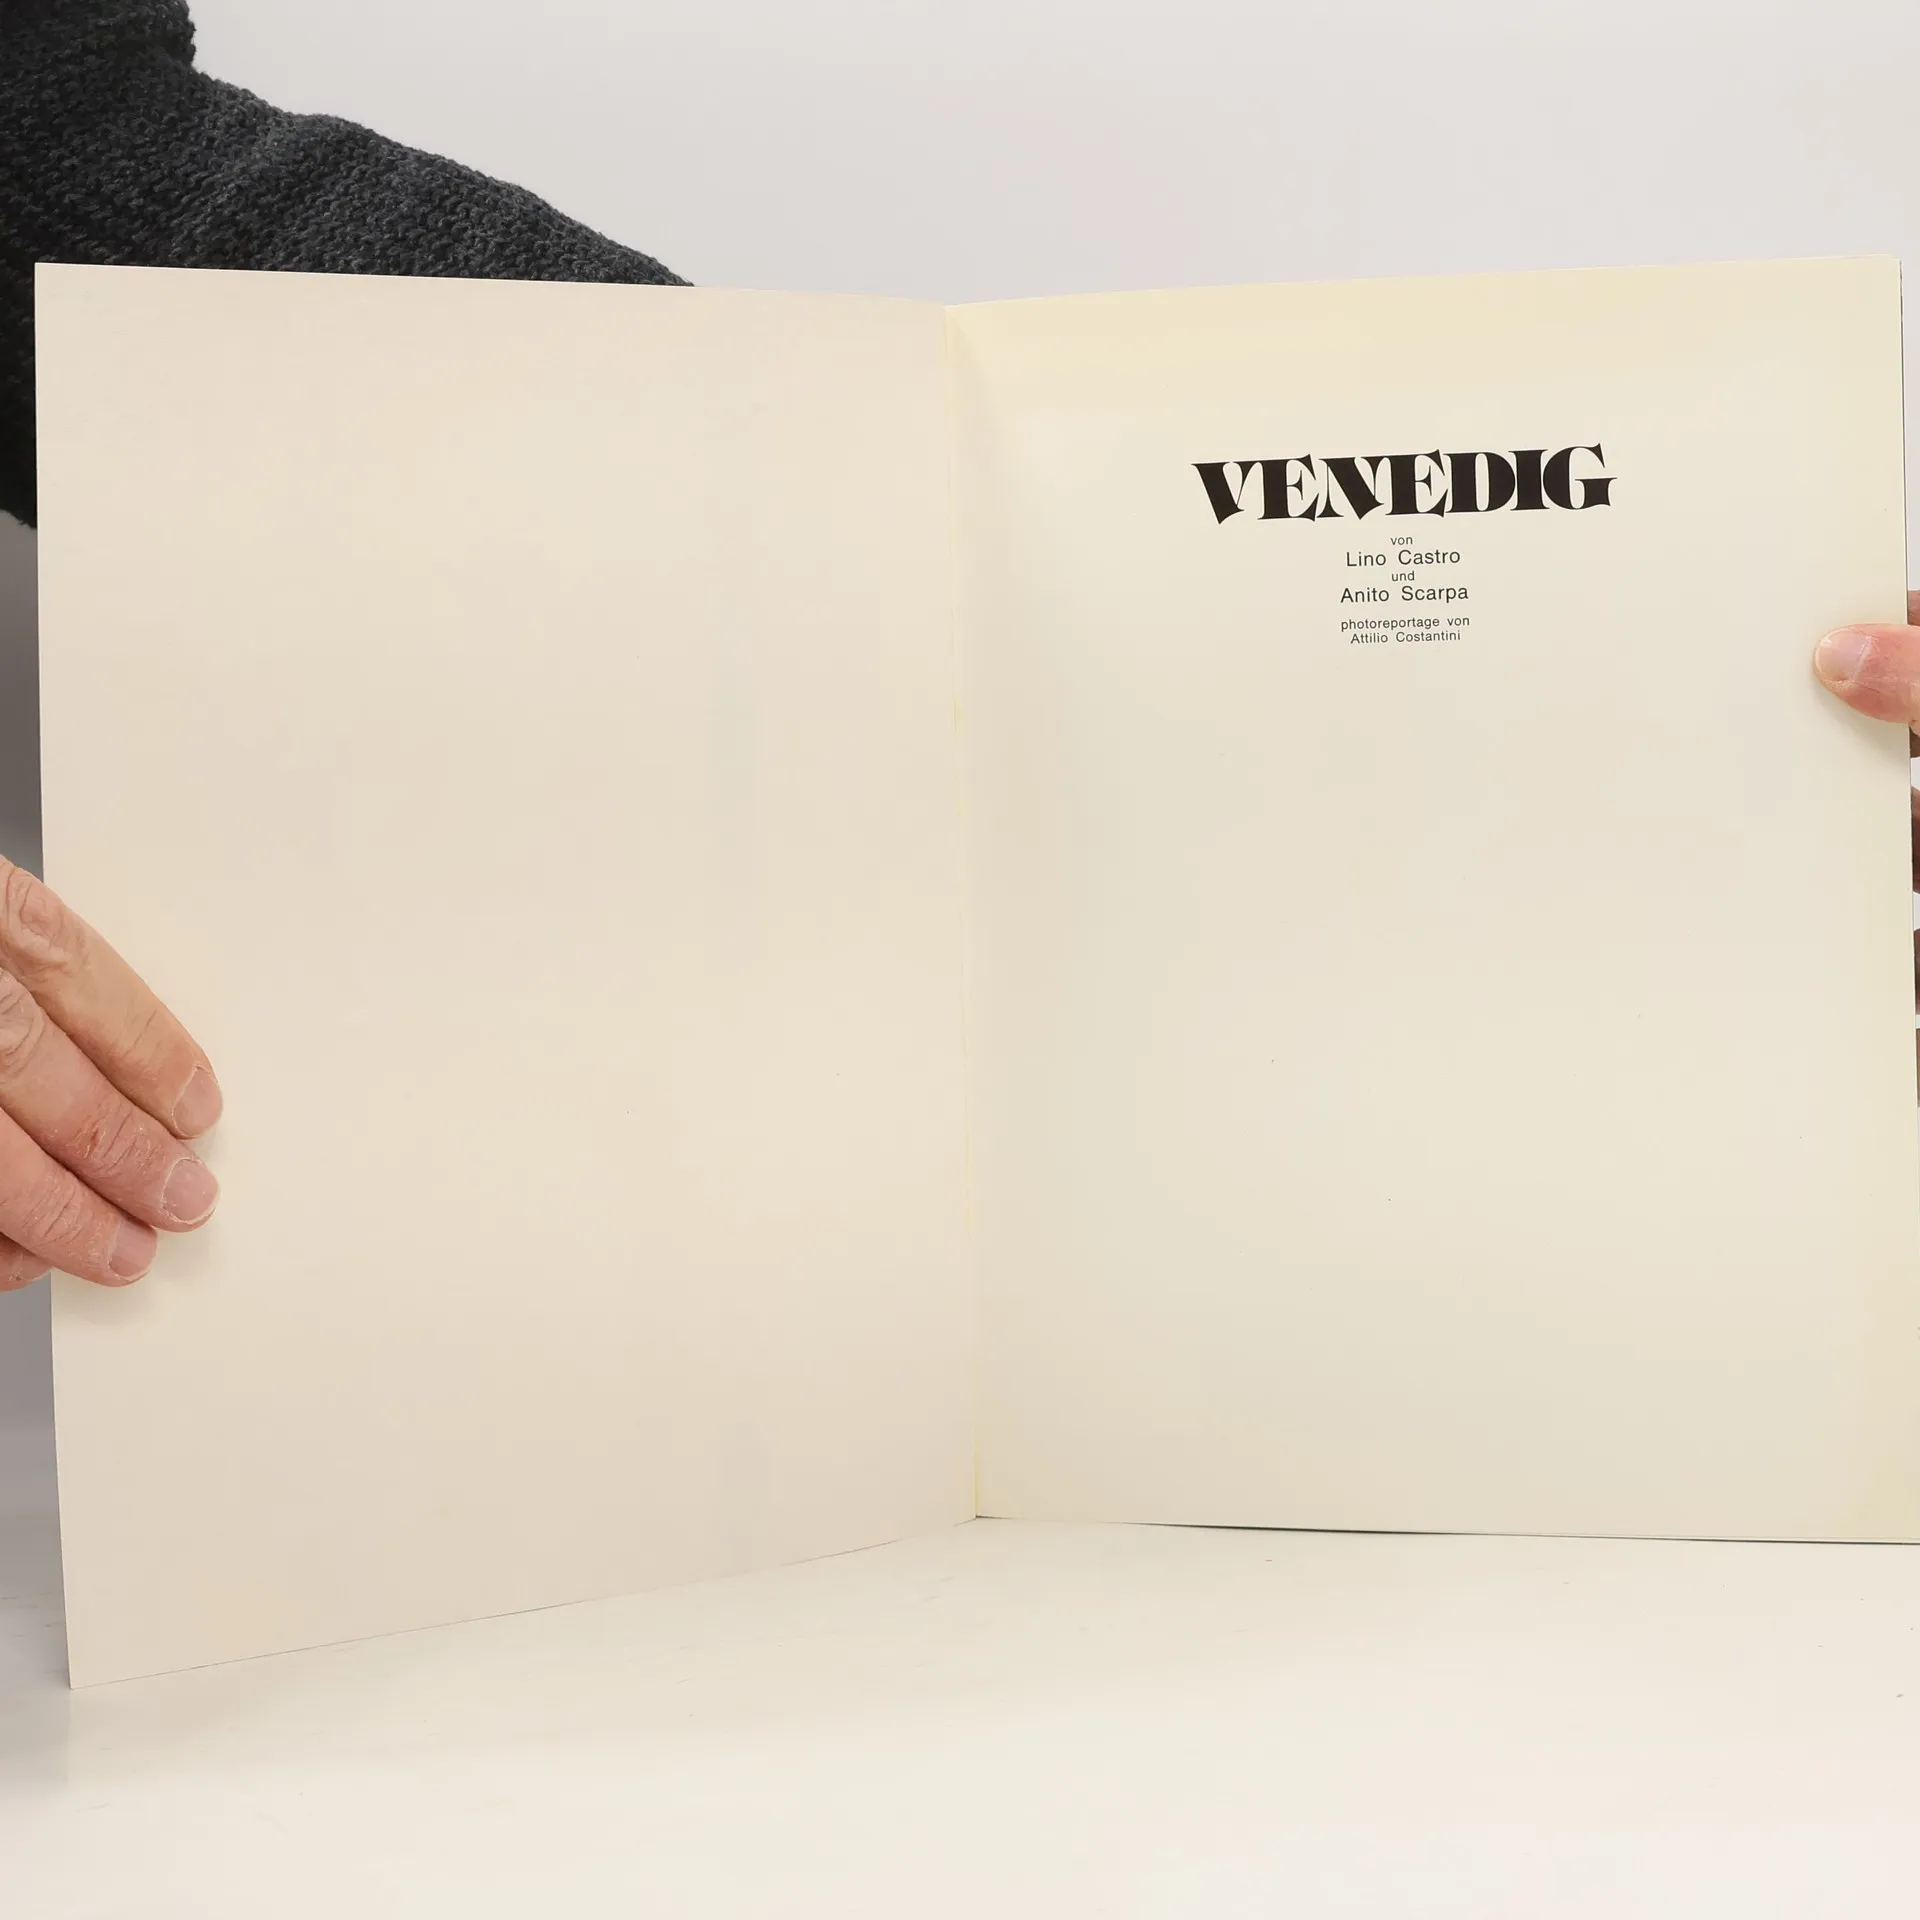 VENEDIG
von
Lino Castro
und
Anito Scarpa
photoreportage von
Attilio Costantini